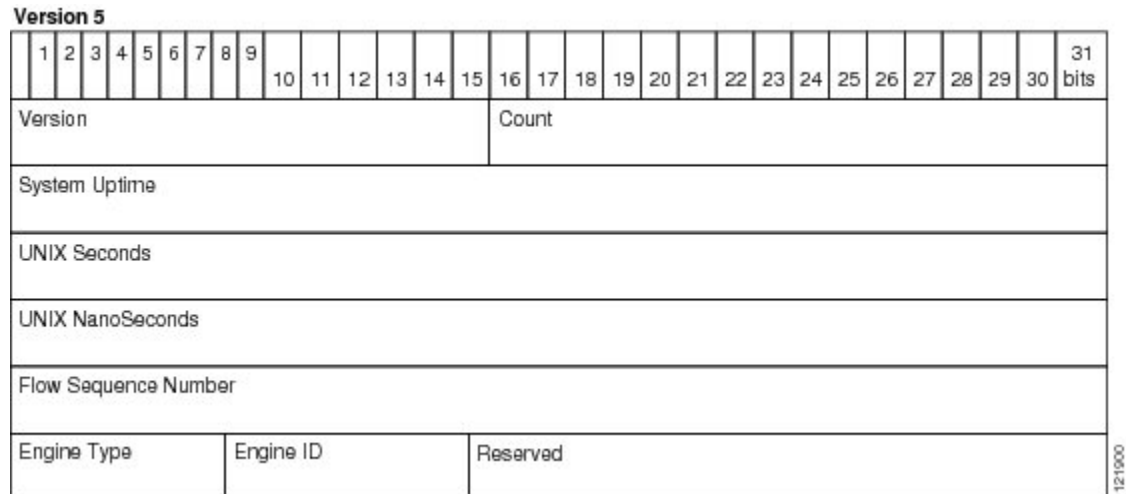 Version 5
1 2 3 4 5 6 7 8 9 10 11 12 13 14 15 16 17 18 19 20 21 22 23 24 25 26 27 28 29 30 31 bits
Version Count
System Uptime
UNIX Seconds
UNIX NanoSeconds
Flow Sequence Number
Engine Type Engine ID Reserved
121900